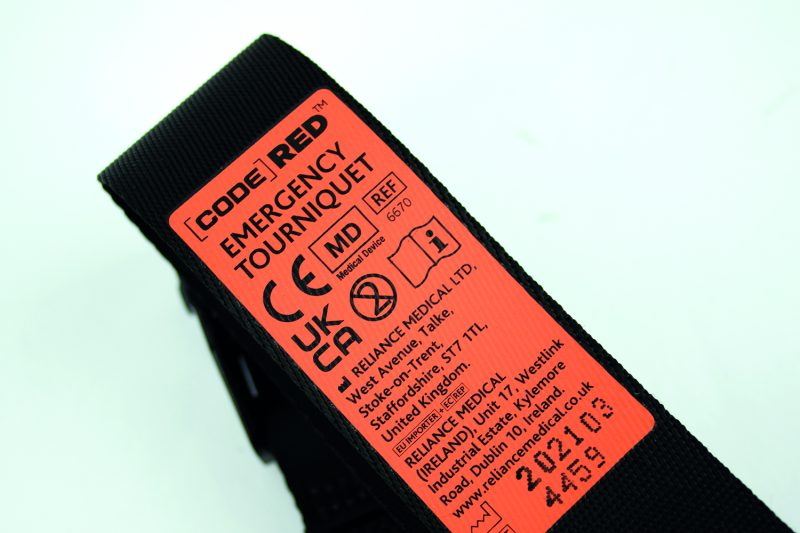 [CODE] RED™
EMERGENCY
TOURNIQUET
MD REF
Medical Device 6670
CE
UK
CA
2
i
RELIANCE MEDICAL LTD,
West Avenue, Talke,
Stoke-on-Trent,
Staffordshire, ST7 1TL,
United Kingdom.
EU IMPORTER + EC REP
RELIANCE MEDICAL
(IRELAND), Unit 17, Westlink
Industrial Estate, Kylemore
Road, Dublin 10, Ireland.
www.reliancemedical.co.uk
202103
4459